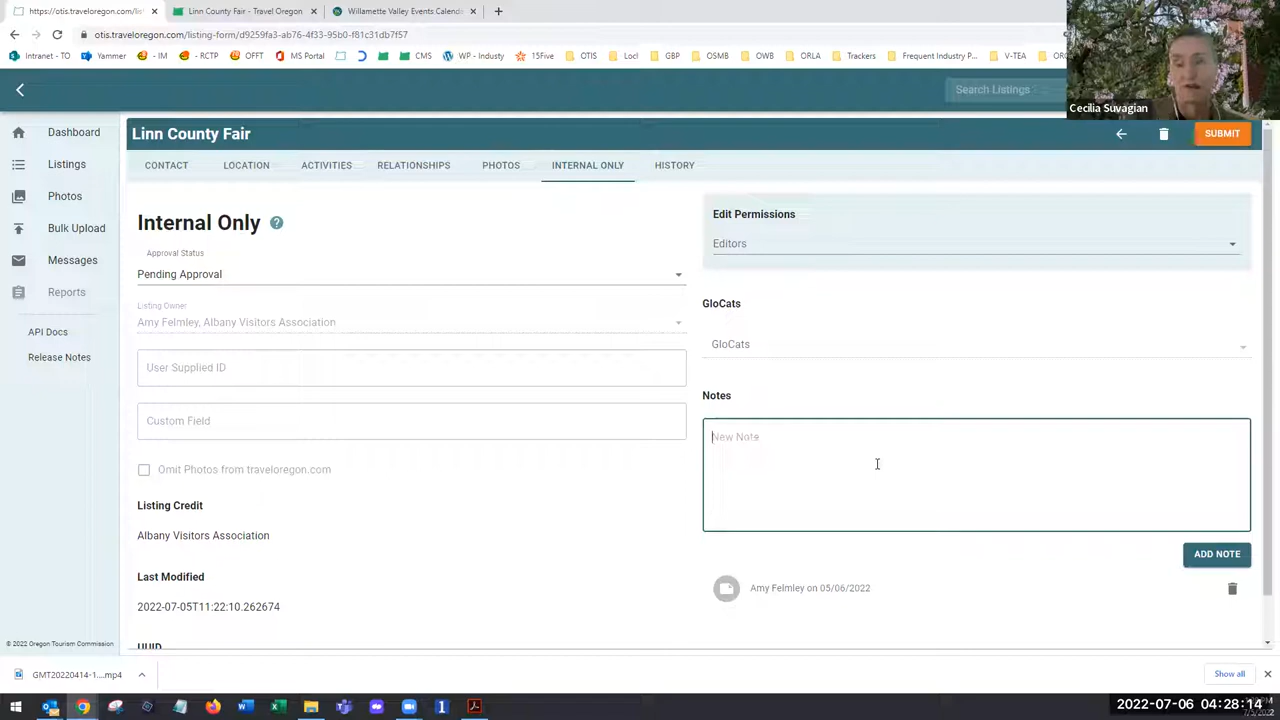 https://otis.traveloregon.com/list
Linn County Fair - Travel Oregon
Willamette Valley Events Calenda
otis.traveloregon.com/listing-form/d9259fa3-ab76-4f33-95b0-f81c31db7f57
Intranet - TO
Yammer
- IM
- RCTP
OFFT
MS Portal
CMS
WP - Industy
15Five
OTIS
Locl
GBP
OSMB
OWB
ORLA
Trackers
Frequent Industry P...
V-TEA
Cecilia Suvagian
Search Listings
Dashboard
Listings
Photos
Bulk Upload
Messages
Reports
API Docs
Release Notes
© 2022 Oregon Tourism Commission
Linn County Fair
SUBMIT
CONTACT
LOCATION
ACTIVITIES
RELATIONSHIPS
PHOTOS
INTERNAL ONLY
HISTORY
Internal Only
Approval Status
Pending Approval
Listing Owner
Amy Felmley, Albany Visitors Association
User Supplied ID
Custom Field
Omit Photos from traveloregon.com
Listing Credit
Albany Visitors Association
Last Modified
2022-07-05T11:22:10.262674
UUID
Edit Permissions
Editors
GloCats
GloCats
Notes
New Note
ADD NOTE
Amy Felmley on 05/06/2022
GMT20220414-1....mp4
Show all
2022-07-06 04:28:14